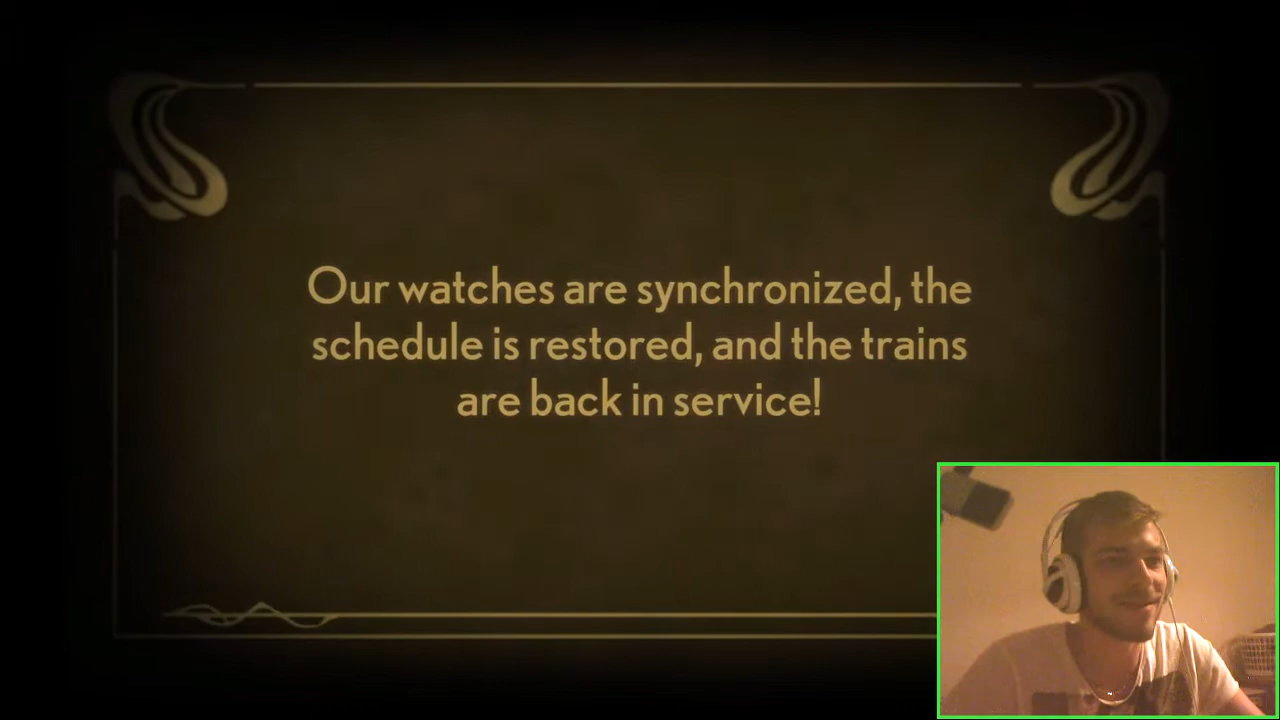 Our watches are synchronized, the
schedule is restored, and the trains
are back in service!